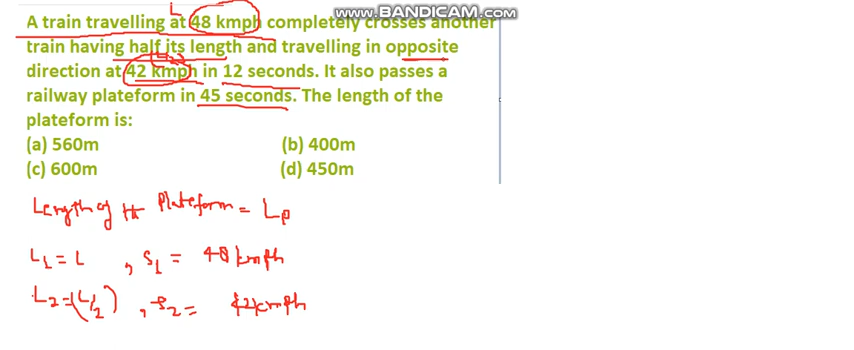 www.BANDICAM.com
L
A train travelling at 48 kmph completely crosses another
train having half its length and travelling in opposite
(L/2)
direction at 42 kmph in 12 seconds. It also passes a
railway plateform in 45 seconds. The length of the
plateform is:
(a) 560m (b) 400m
(c) 600m (d) 450m
Length of the Plateform = Lp
L1 = L , S1 = 48 kmph
L2 = (L/2) , S2 = 42 kmph